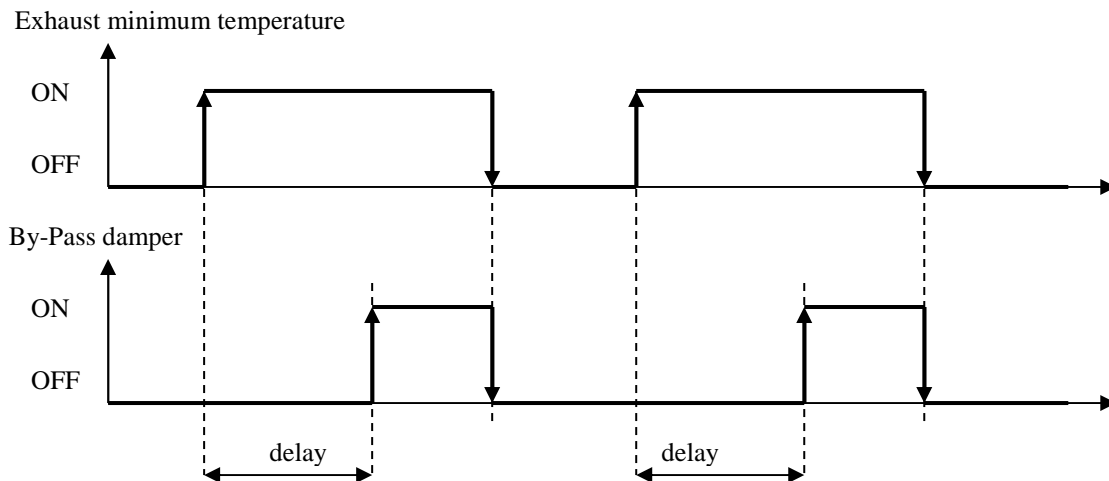 Exhaust minimum temperature
ON
OFF
By-Pass damper
ON
OFF
delay
delay